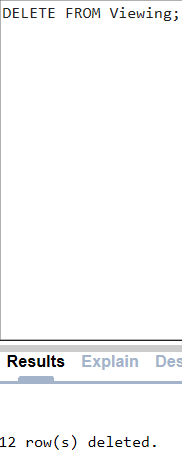 DELETE FROM Viewing;
Results Explain Des
12 row(s) deleted.